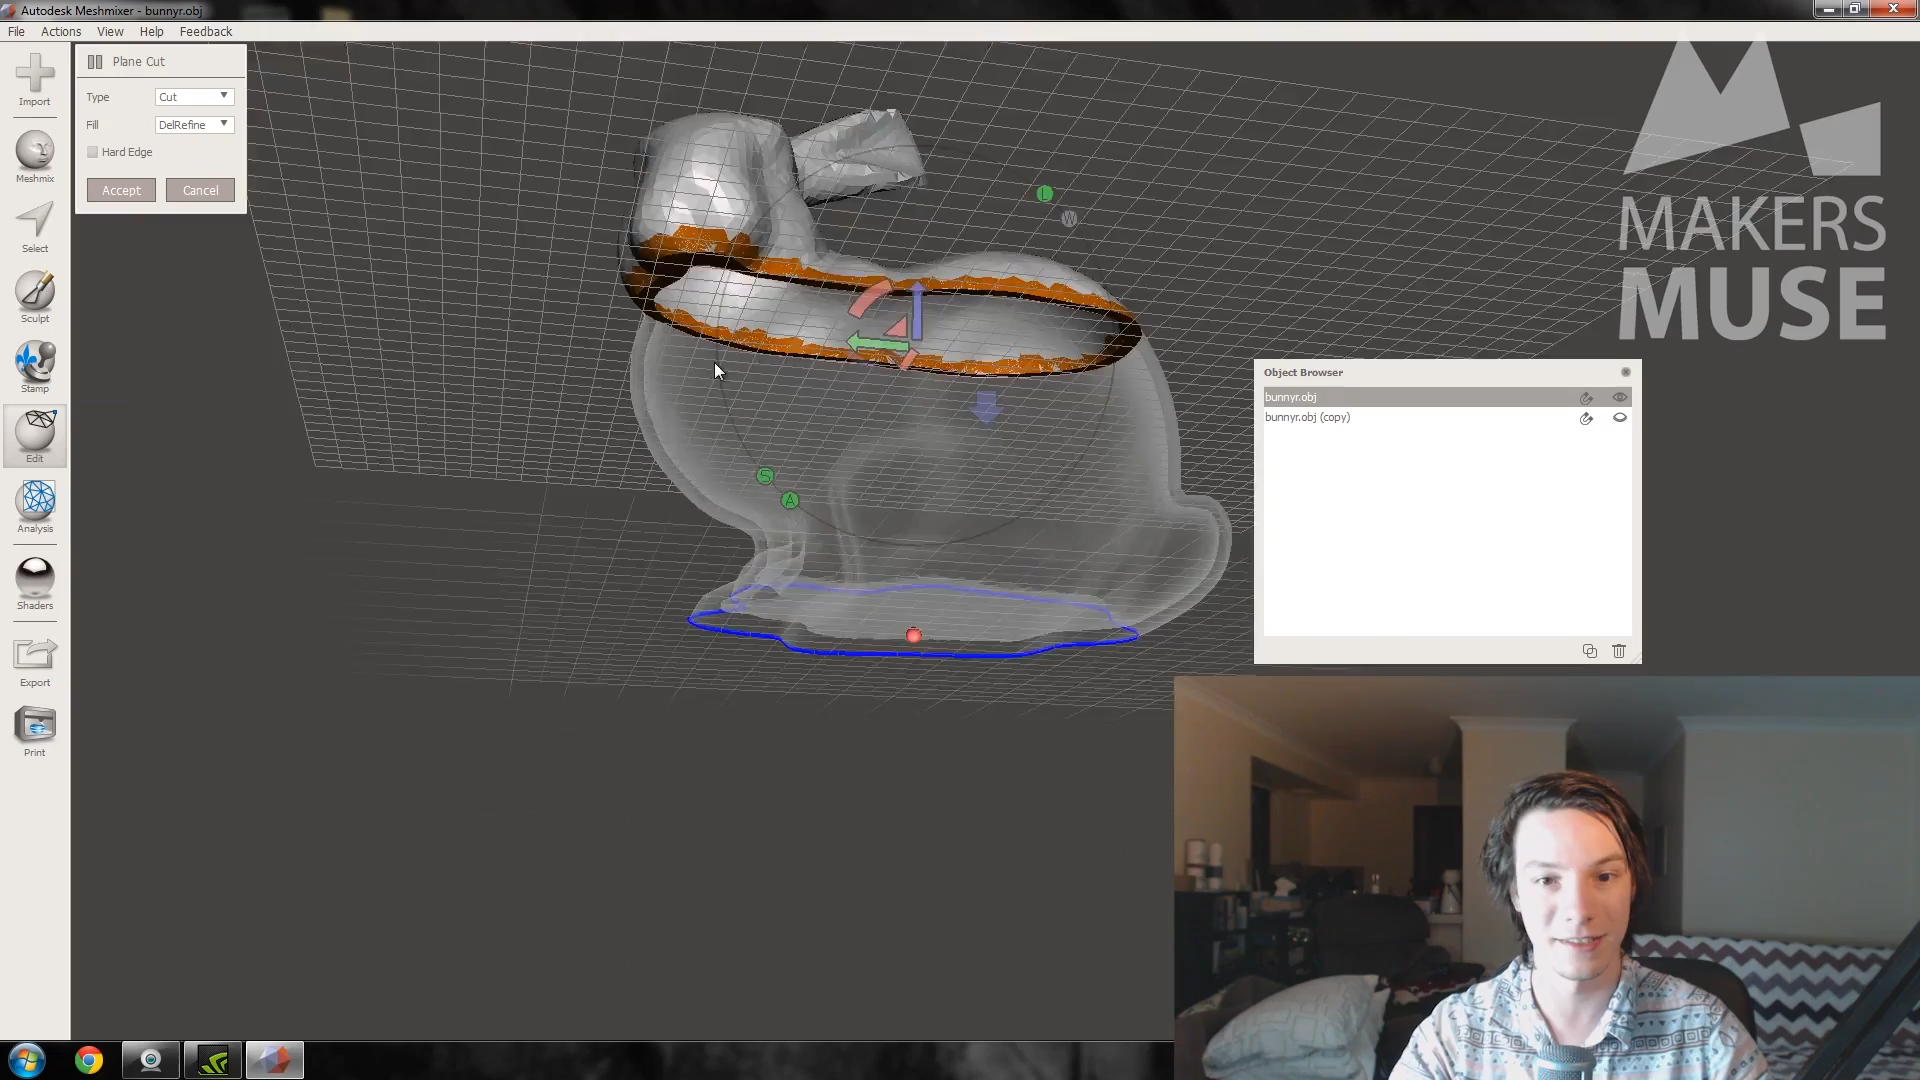 Autodesk Meshmixer - bunnyr.obj
File Actions View Help Feedback
Import
Meshmix
Select
Sculpt
Stamp
Edit
Analysis
Shaders
Export
Print
Plane Cut
Type Cut
Fill DelRefine
Hard Edge
Accept Cancel
L
W
S
A
MAKERS
MUSE
Object Browser
bunnyr.obj
bunnyr.obj (copy)